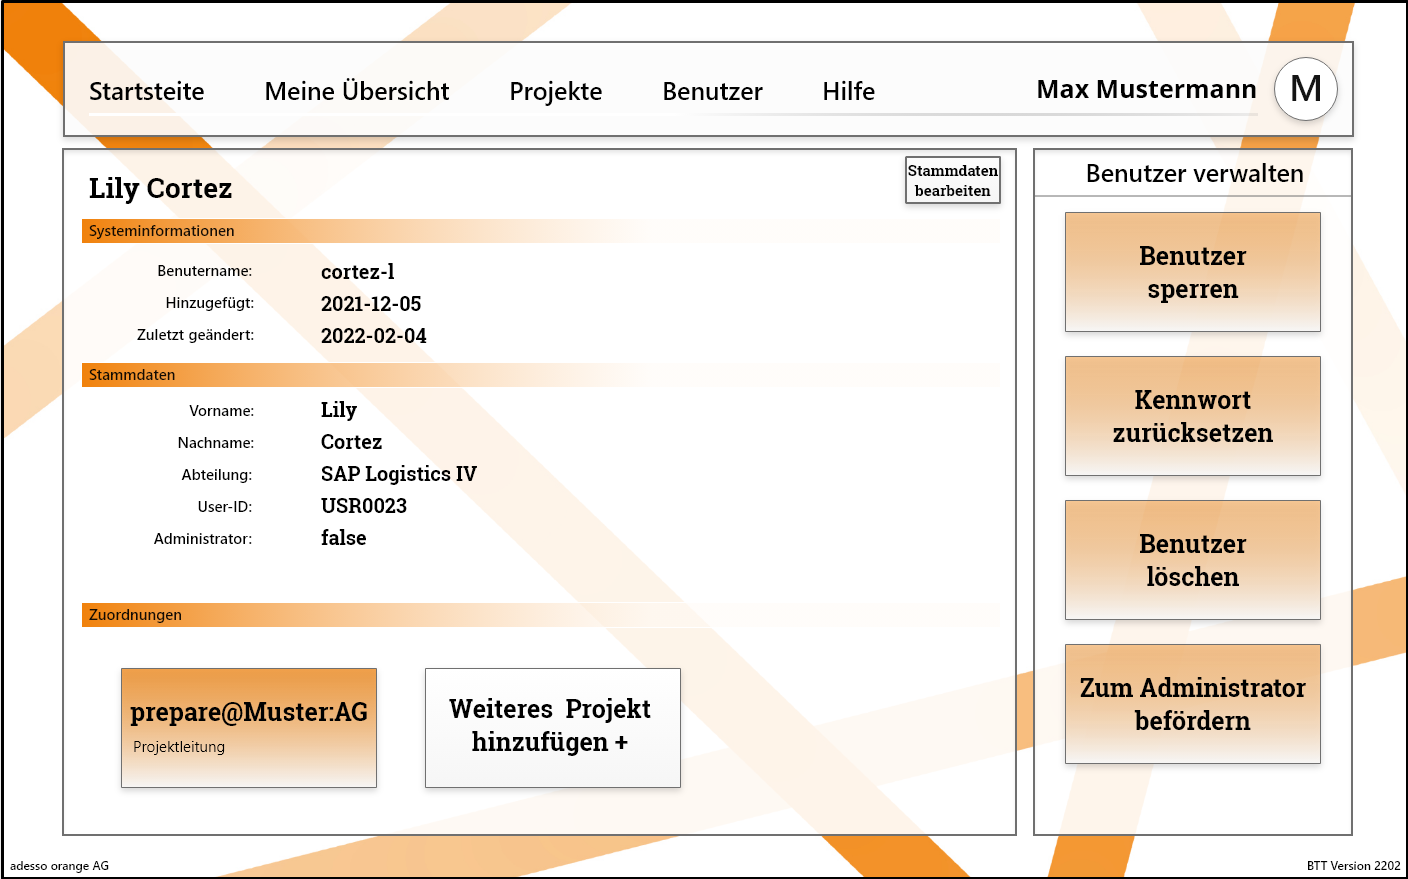 Startsteite Meine Übersicht Projekte Benutzer Hilfe Max Mustermann M
Lily Cortez
Stammdaten
bearbeiten
Systeminformationen
Benutername: cortez-l
Hinzugefügt: 2021-12-05
Zuletzt geändert: 2022-02-04
Stammdaten
Vorname: Lily
Nachname: Cortez
Abteilung: SAP Logistics IV
User-ID: USR0023
Administrator: false
Zuordnungen
prepare@Muster:AG
Projektleitung
Weiteres Projekt
hinzufügen +
Benutzer verwalten
Benutzer
sperren
Kennwort
zurücksetzen
Benutzer
löschen
Zum Administrator
befördern
adesso orange AG
BTT Version 2202